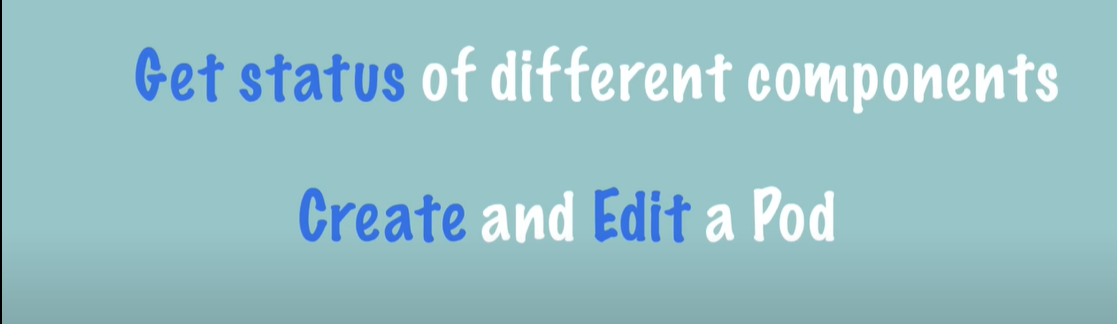 Get status of different components
Create and Edit a Pod